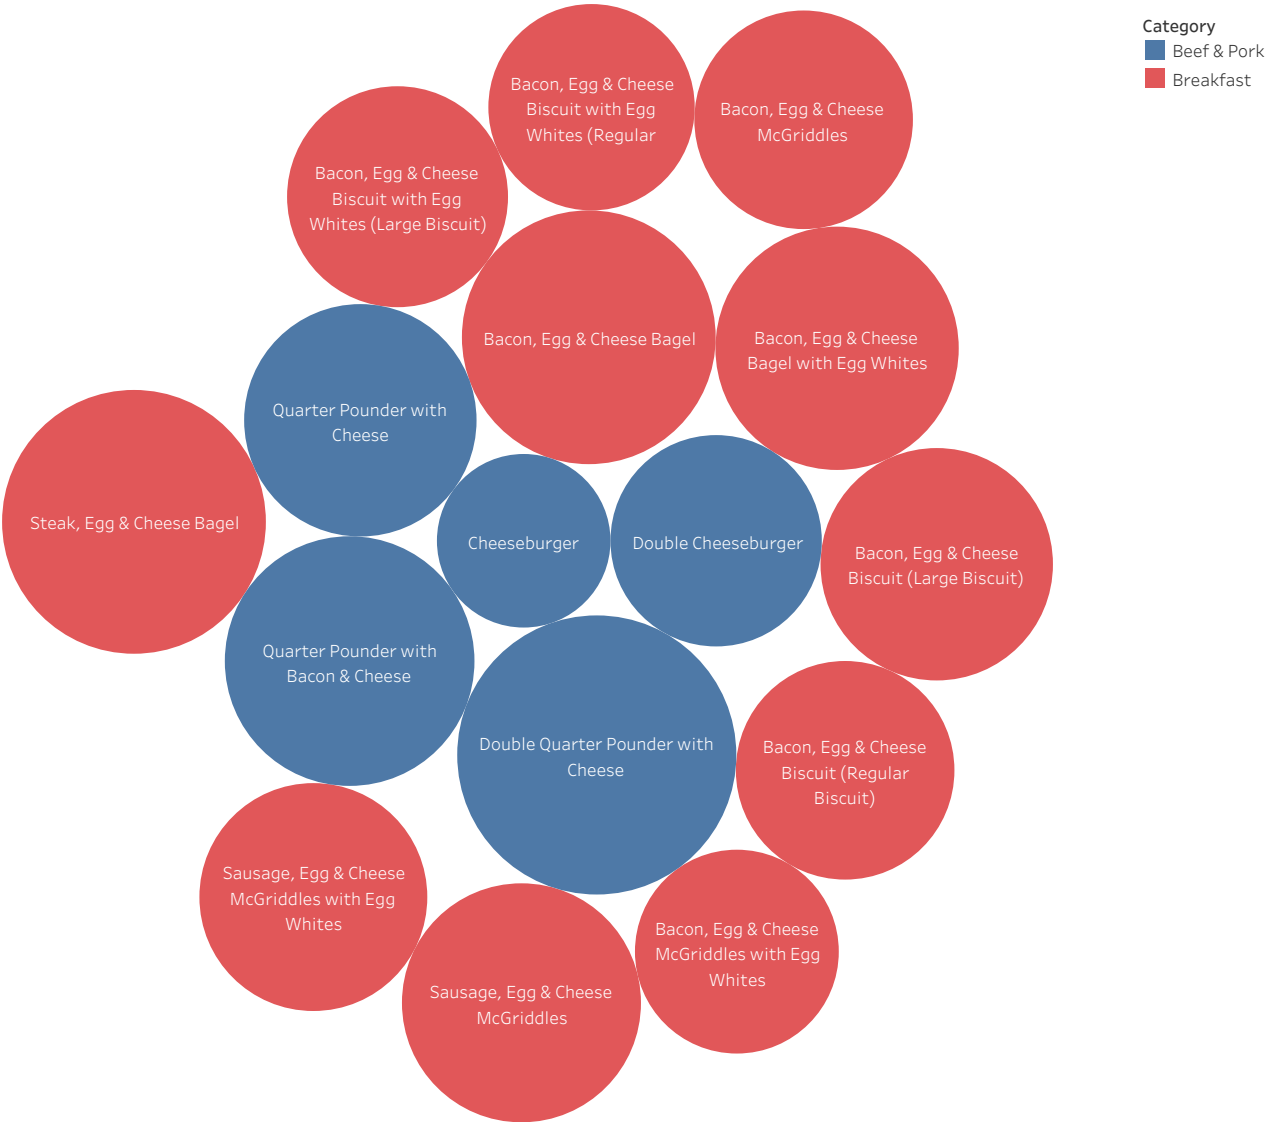 Category
Beef & Pork
Breakfast
Bacon, Egg & Cheese
Biscuit with Egg
Whites (Regular
Bacon, Egg & Cheese
McGriddles
Bacon, Egg & Cheese
Biscuit with Egg
Whites (Large Biscuit)
Bacon, Egg & Cheese Bagel
Bacon, Egg & Cheese
Bagel with Egg Whites
Quarter Pounder with
Cheese
Steak, Egg & Cheese Bagel
Cheeseburger
Double Cheeseburger
Bacon, Egg & Cheese
Biscuit (Large Biscuit)
Quarter Pounder with
Bacon & Cheese
Double Quarter Pounder with
Cheese
Bacon, Egg & Cheese
Biscuit (Regular
Biscuit)
Sausage, Egg & Cheese
McGriddles with Egg
Whites
Bacon, Egg & Cheese
McGriddles with Egg
Whites
Sausage, Egg & Cheese
McGriddles